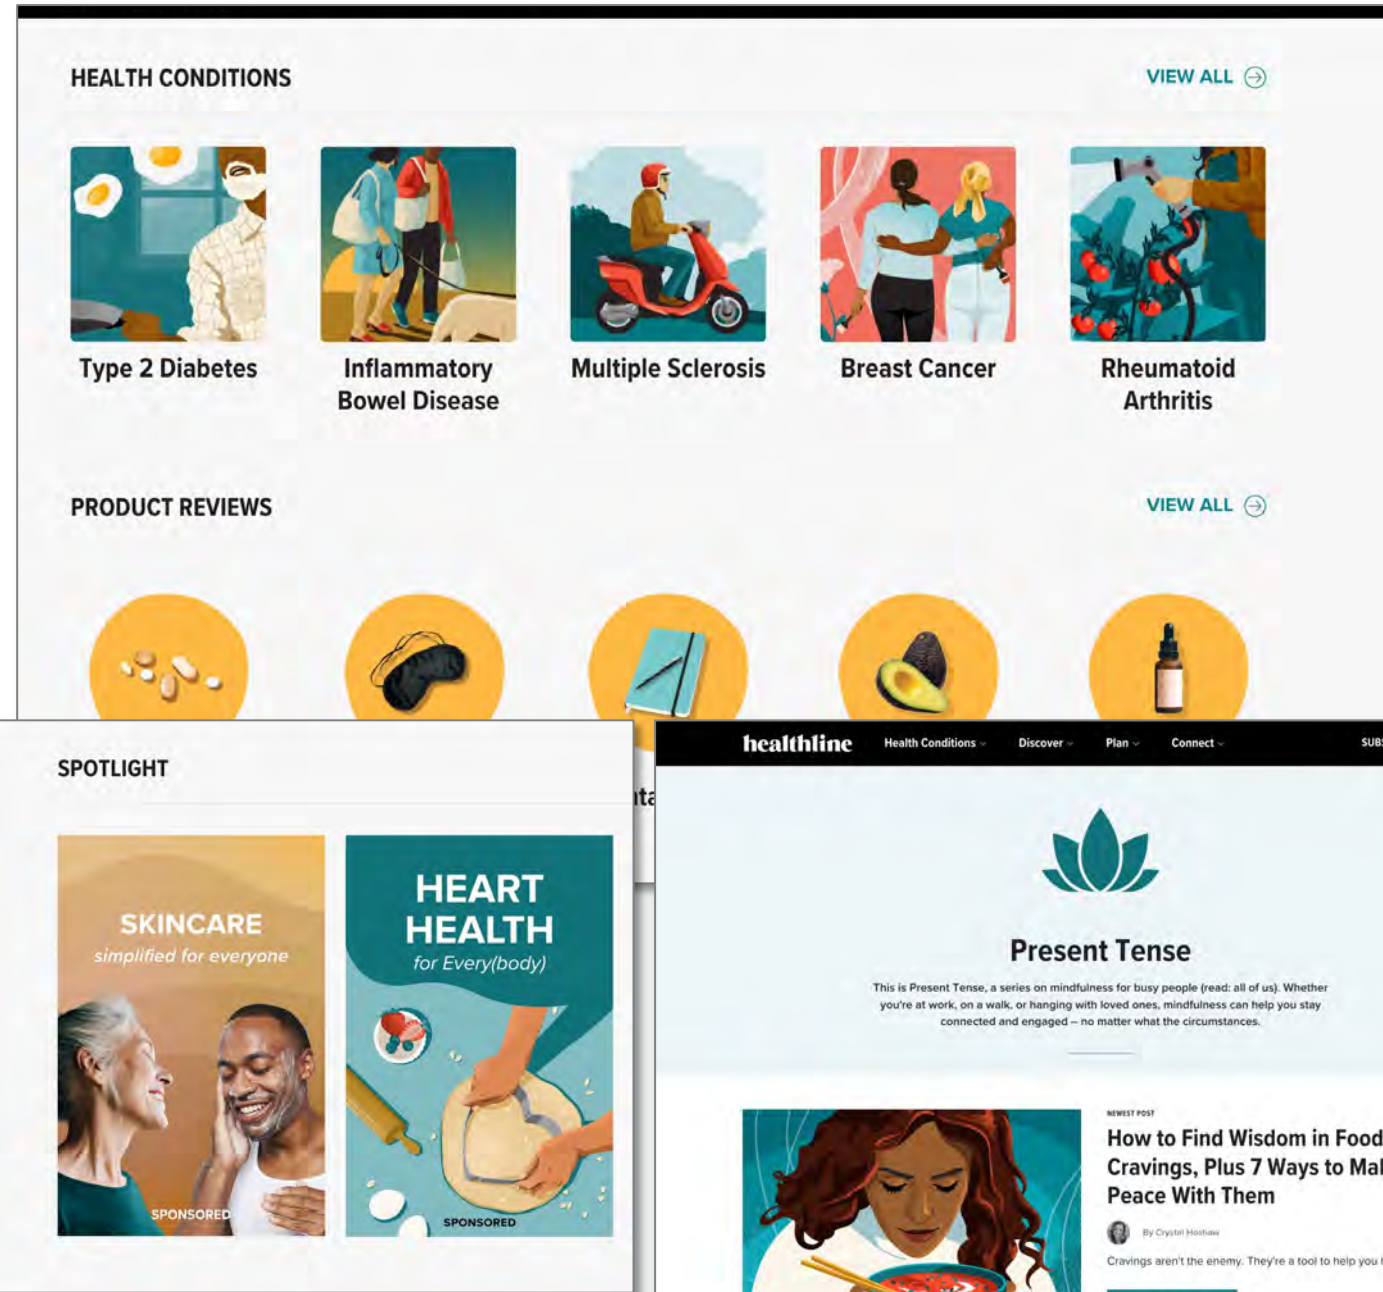 HEALTH CONDITIONS
VIEW ALL
Type 2 Diabetes
Inflammatory
Bowel Disease
Multiple Sclerosis
Breast Cancer
Rheumatoid
Arthritis
PRODUCT REVIEWS
VIEW ALL
SPOTLIGHT
SKINCARE
simplified for everyone
SPONSORED
HEART
HEALTH
for Every(body)
SPONSORED
healthline
Health Conditions
Discover
Plan
Connect
Present Tense
This is Present Tense, a series on mindfulness for busy people (read: all of us). Whether
you're at work, on a walk, or hanging with loved ones, mindfulness can help you stay
connected and engaged – no matter what the circumstances.
NEWEST POST
How to Find Wisdom in Food
Cravings, Plus 7 Ways to
Peace With Them
By Crystal Hoshaw
Cravings aren't the enemy. They're a tool to help you